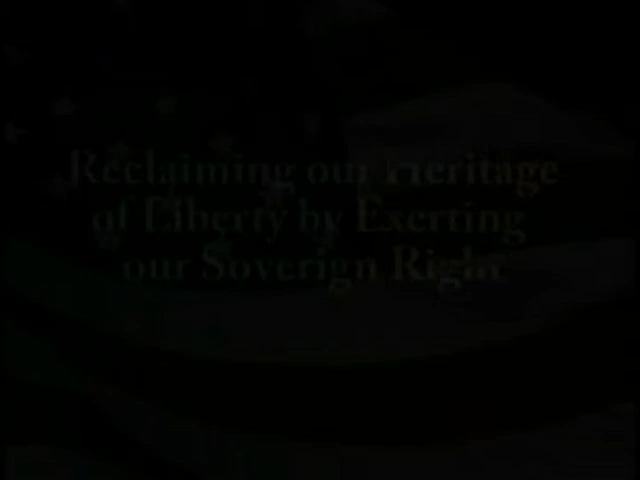 Reclaiming our Heritage
of Liberty by Exerting
our Soverign Right